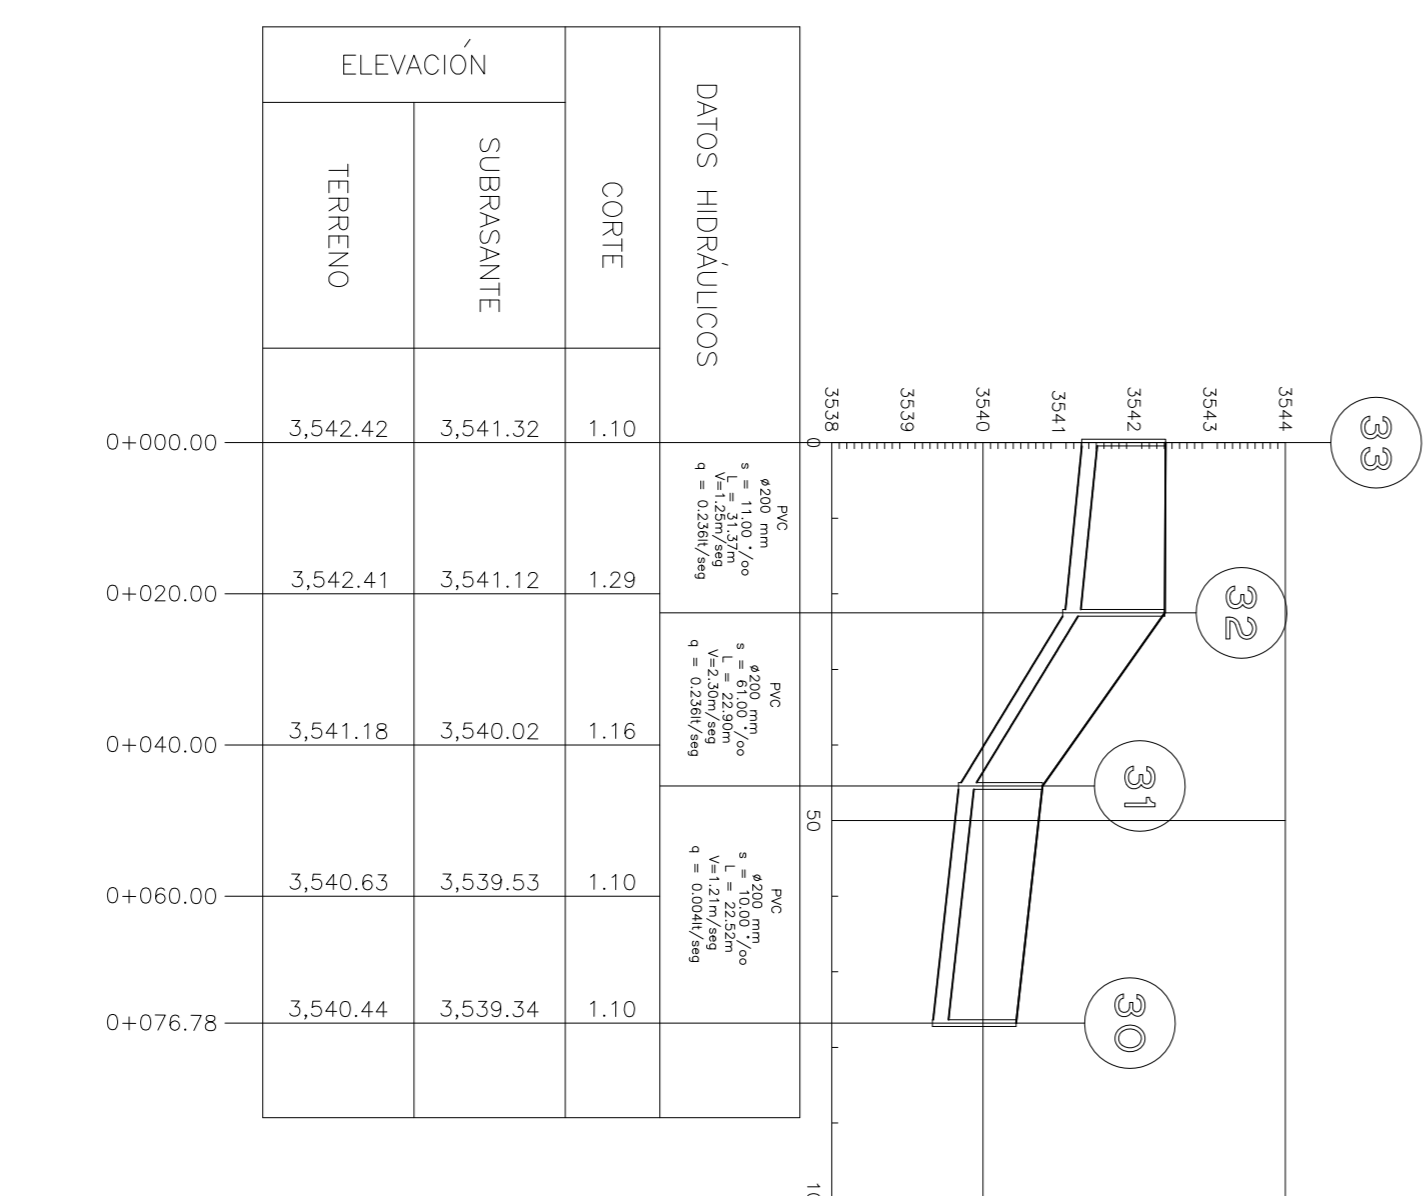 ELEVACIÓN
TERRENO
SUBRASANTE
CORTE
DATOS HIDRÁULICOS
0+000.00
3,542.42
3,541.32
1.10
0+020.00
3,542.41
3,541.12
1.29
0+040.00
3,541.18
3,540.02
1.16
0+060.00
3,540.63
3,539.53
1.10
0+076.78
3,540.44
3,539.34
1.10
PVC
ø200 mm
s = 11.00 °/oo
L = 31.37m
V=1.25m/seg
q = 0.236lt/seg
PVC
ø200 mm
s = 61.00 °/oo
L = 22.90m
V=2.30m/seg
q = 0.236lt/seg
PVC
ø200 mm
s = 10.00 °/oo
L = 22.52m
V=1.21m/seg
q = 0.004lt/seg
3538
3539
3540
3541
3542
3543
3544
0
50
33
32
31
30